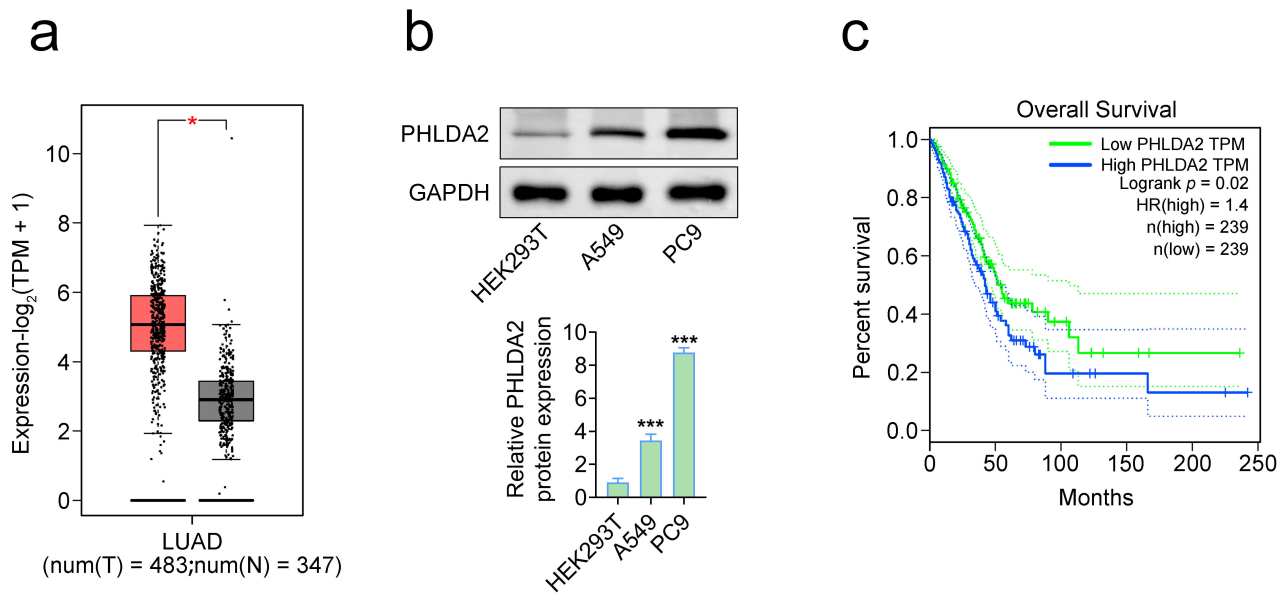 a
Expression-log2(TPM + 1)
10
8
6
4
2
0
*
LUAD
(num(T) = 483;num(N) = 347)
b
PHLDA2
GAPDH
HEK293T
A549
PC9
Relative PHLDA2
protein expression
10
8
6
4
2
0
***
***
HEK293T
A549
PC9
c
Overall Survival
Low PHLDA2 TPM
High PHLDA2 TPM
Logrank p = 0.02
HR(high) = 1.4
n(high) = 239
n(low) = 239
Percent survival
1.0
0.8
0.6
0.4
0.2
0.0
0 50 100 150 200 250
Months